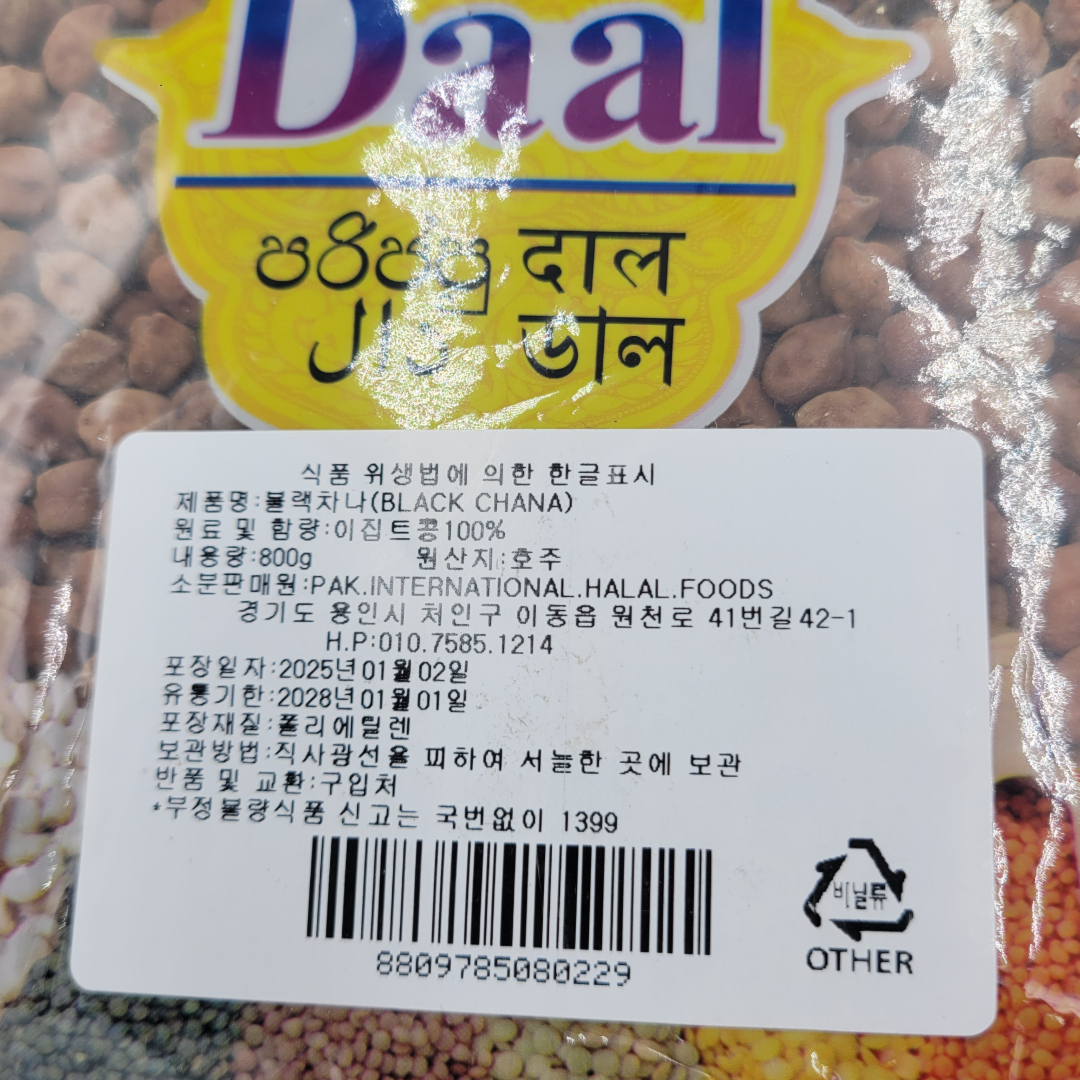 Daal
පරිප්පු दाल
دال ডাল
식품 위생법에 의한 한글표시
제품명:블랙차나(BLACK CHANA)
원료 및 함량:이집트콩100%
내용량:800g 원산지:호주
소분판매원:PAK.INTERNATIONAL.HALAL.FOODS
경기도 용인시 처인구 이동읍 원천로 41번길42-1
H.P:010.7585.1214
포장일자:2025년01월02일
유통기한:2028년01월01일
포장재질:폴리에틸렌
보관방법:직사광선을 피하여 서늘한 곳에 보관
반품 및 교환:구입처
*부정불량식품 신고는 국번없이 1399
비닐류
OTHER
8809785080229